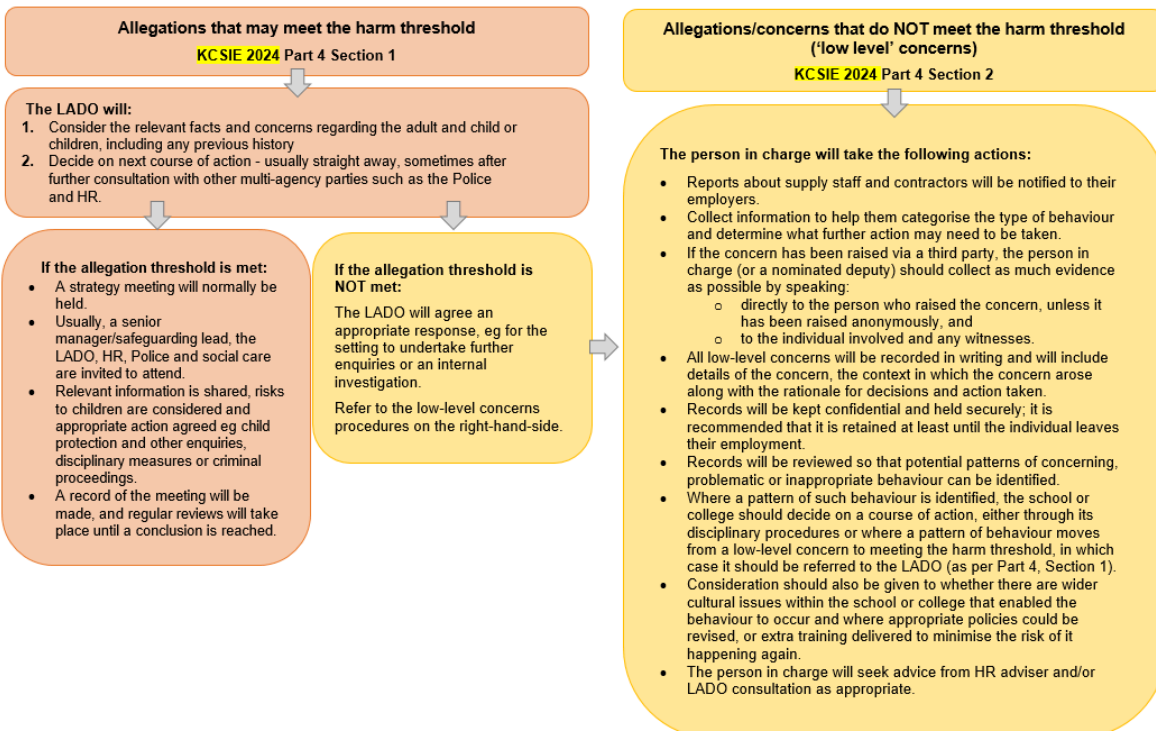 Allegations that may meet the harm threshold
KCSIE 2024 Part 4 Section 1
The LADO will:
1. Consider the relevant facts and concerns regarding the adult and child or
children, including any previous history
2. Decide on next course of action - usually straight away, sometimes after
further consultation with other multi-agency parties such as the Police
and HR.
If the allegation threshold is met:
• A strategy meeting will normally be
held.
• Usually, a senior
manager/safeguarding lead, the
LADO, HR, Police and social care
are invited to attend.
• Relevant information is shared, risks
to children are considered and
appropriate action agreed eg child
protection and other enquiries,
disciplinary measures or criminal
proceedings.
• A record of the meeting will be
made, and regular reviews will take
place until a conclusion is reached.
If the allegation threshold is
NOT met:
The LADO will agree an
appropriate response, eg for the
setting to undertake further
enquiries or an internal
investigation.
Refer to the low-level concerns
procedures on the right-hand-side.
Allegations/concerns that do NOT meet the harm threshold
(‘low level’ concerns)
KCSIE 2024 Part 4 Section 2
The person in charge will take the following actions:
• Reports about supply staff and contractors will be notified to their
employers.
• Collect information to help them categorise the type of behaviour
and determine what further action may need to be taken.
• If the concern has been raised via a third party, the person in
charge (or a nominated deputy) should collect as much evidence
as possible by speaking:
o directly to the person who raised the concern, unless it
has been raised anonymously, and
o to the individual involved and any witnesses.
• All low-level concerns will be recorded in writing and will include
details of the concern, the context in which the concern arose
along with the rationale for decisions and action taken.
• Records will be kept confidential and held securely; it is
recommended that it is retained at least until the individual leaves
their employment.
• Records will be reviewed so that potential patterns of concerning,
problematic or inappropriate behaviour can be identified.
• Where a pattern of such behaviour is identified, the school or
college should decide on a course of action, either through its
disciplinary procedures or where a pattern of behaviour moves
from a low-level concern to meeting the harm threshold, in which
case it should be referred to the LADO (as per Part 4, Section 1).
• Consideration should also be given to whether there are wider
cultural issues within the school or college that enabled the
behaviour to occur and where appropriate policies could be
revised, or extra training delivered to minimise the risk of it
happening again.
• The person in charge will seek advice from HR adviser and/or
LADO consultation as appropriate.